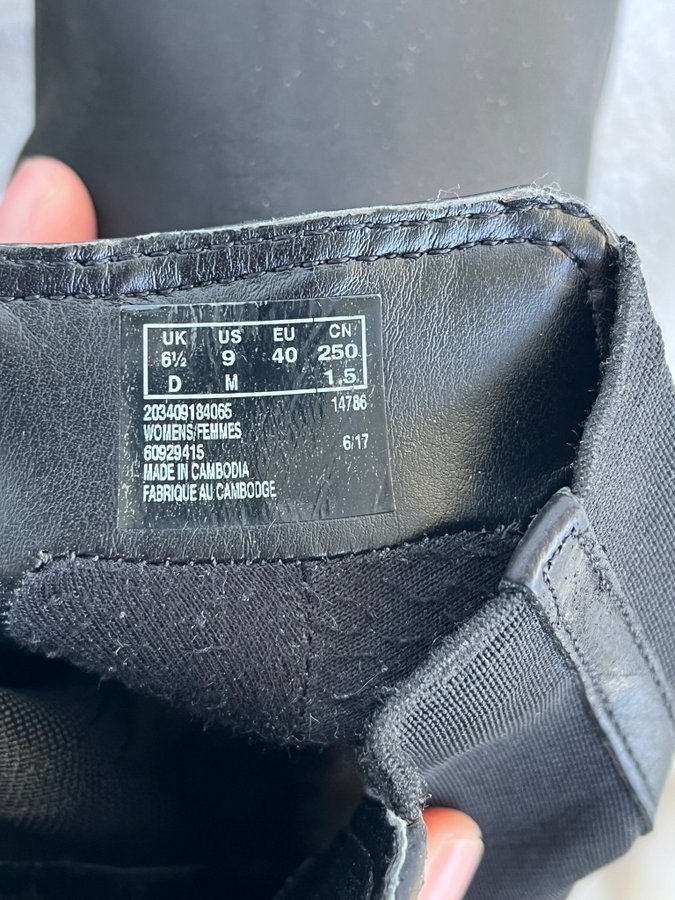 UK US EU CN
6½ 9 40 250
D M 1.5
203409184065 14786
WOMENS/FEMMES
60929415 6/17
MADE IN CAMBODIA
FABRIQUE AU CAMBODGE